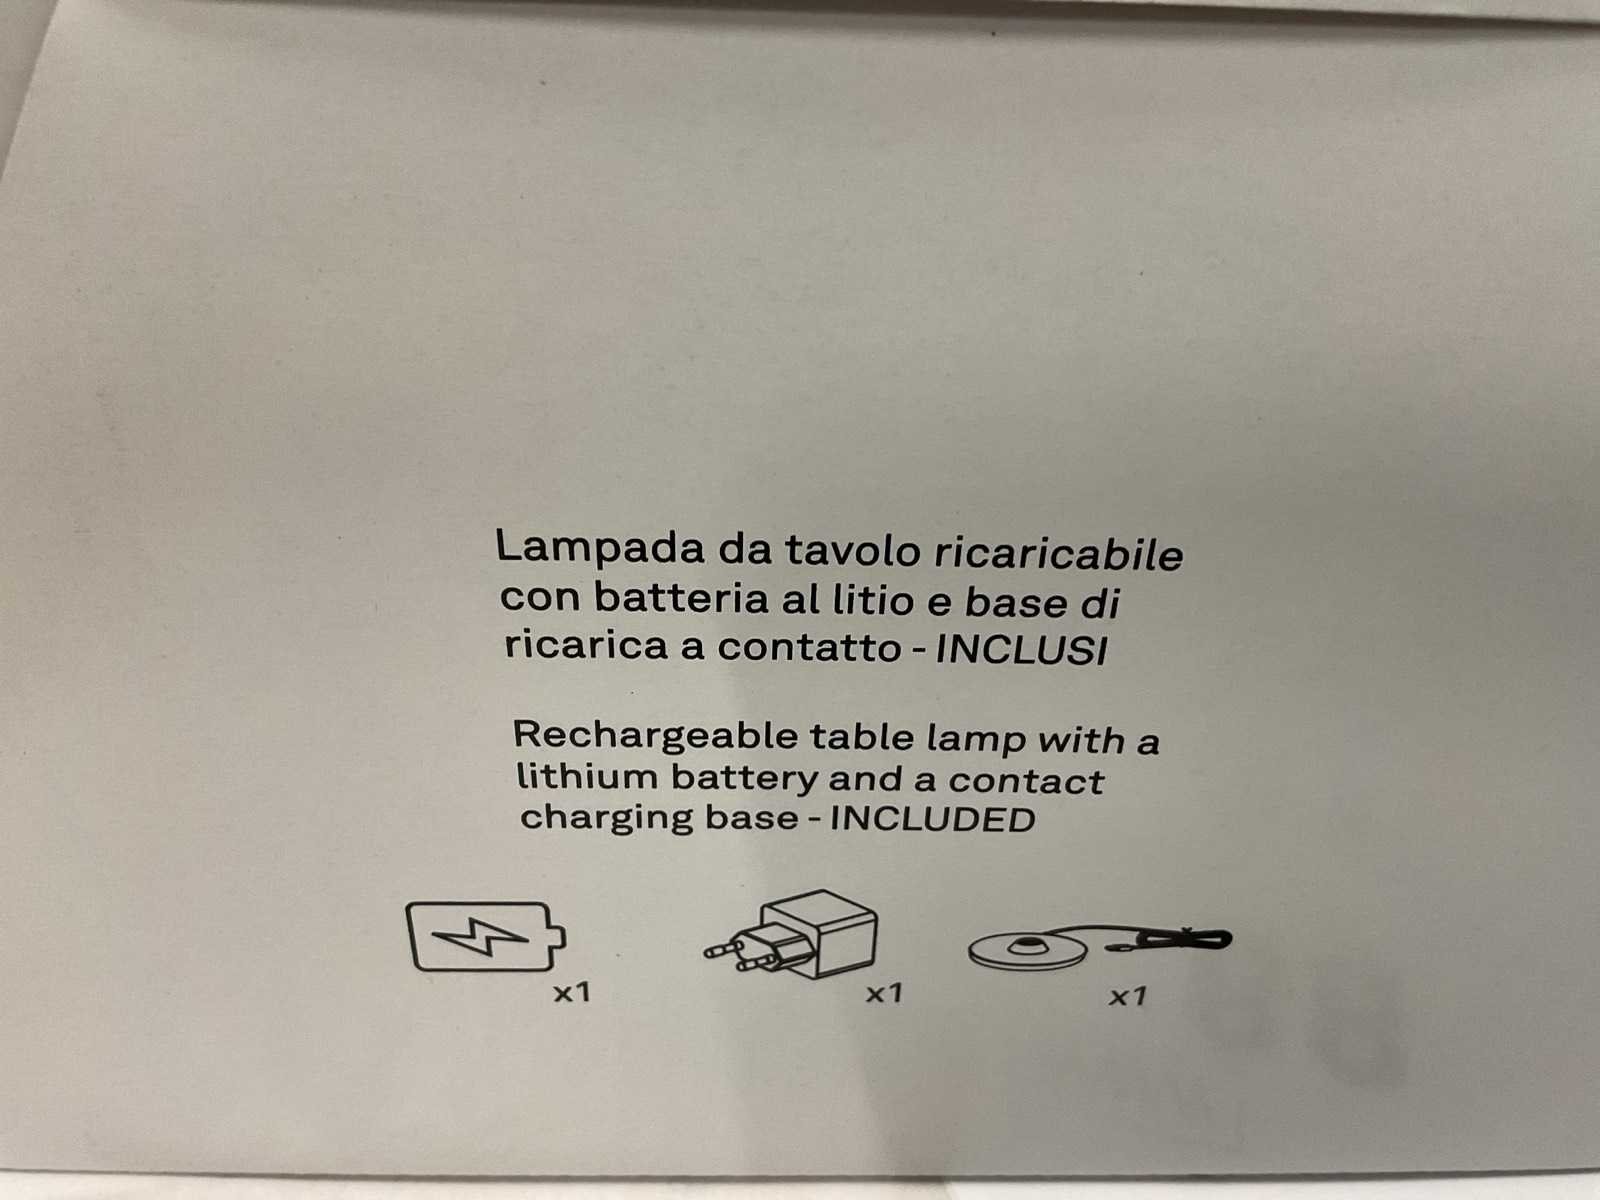 Lampada da tavolo ricaricabile
con batteria al litio e base di
ricarica a contatto - INCLUSI
Rechargeable table lamp with a
lithium battery and a contact
charging base - INCLUDED
x1 x1 x1